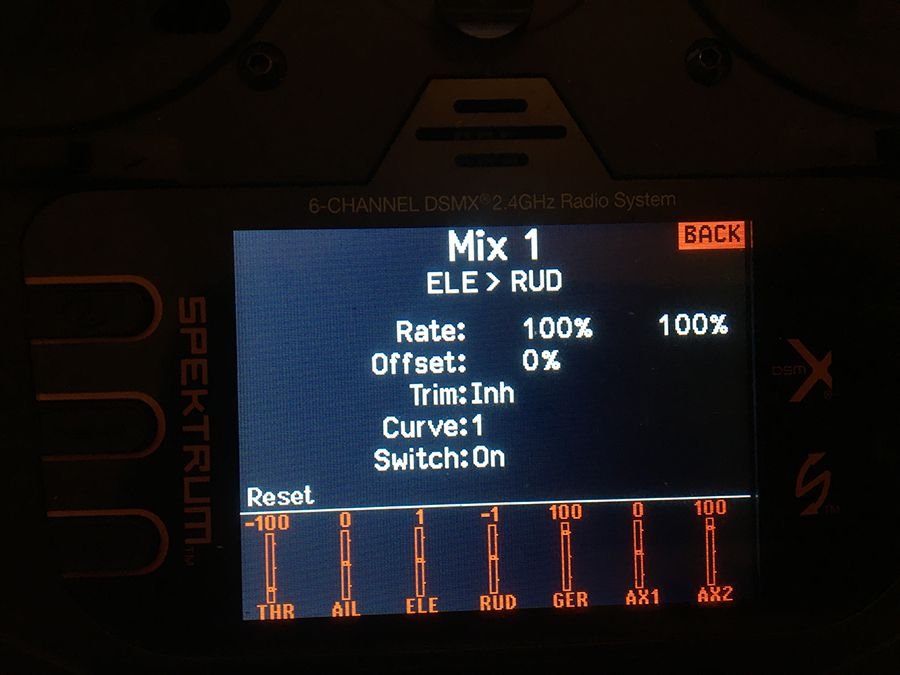 6-CHANNEL DSMX® 2.4GHz Radio System
SPEKTRUM™
BACK
Mix 1
ELE > RUD
Rate: 100% 100%
Offset: 0%
Trim: Inh
Curve: 1
Switch: On
Reset
-100 0 1 -1 100 0 100
THR AIL ELE RUD GER AX1 AX2
DSMX®